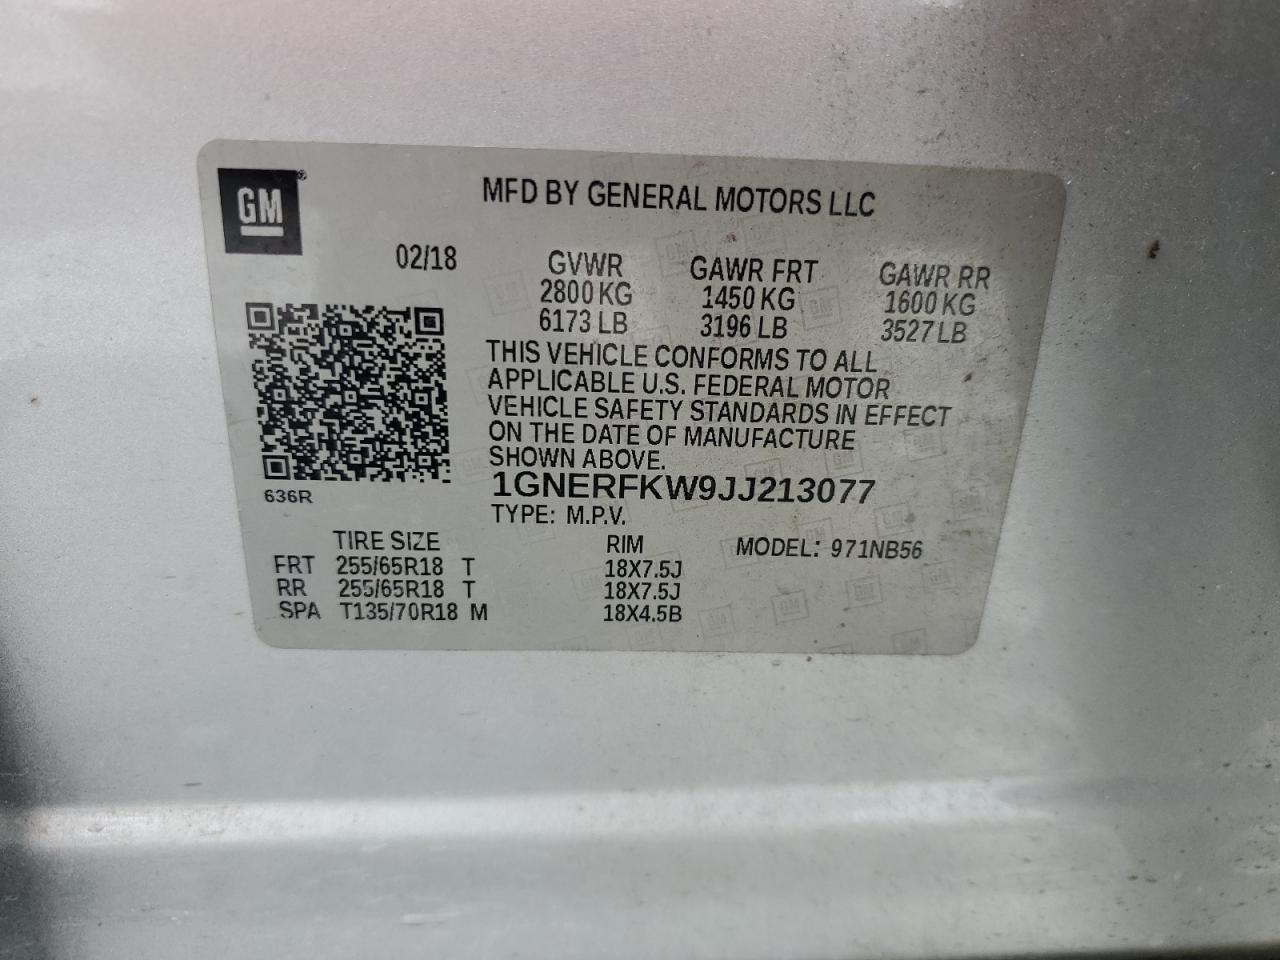 GM®
MFD BY GENERAL MOTORS LLC
02/18
GVWR GAWR FRT GAWR RR
2800 KG 1450 KG 1600 KG
6173 LB 3196 LB 3527 LB
THIS VEHICLE CONFORMS TO ALL
APPLICABLE U.S. FEDERAL MOTOR
VEHICLE SAFETY STANDARDS IN EFFECT
ON THE DATE OF MANUFACTURE
SHOWN ABOVE.
636R
1GNERFKW9JJ213077
TYPE: M.P.V.
TIRE SIZE RIM MODEL: 971NB56
FRT 255/65R18 T 18X7.5J
RR 255/65R18 T 18X7.5J
SPA T135/70R18 M 18X4.5B